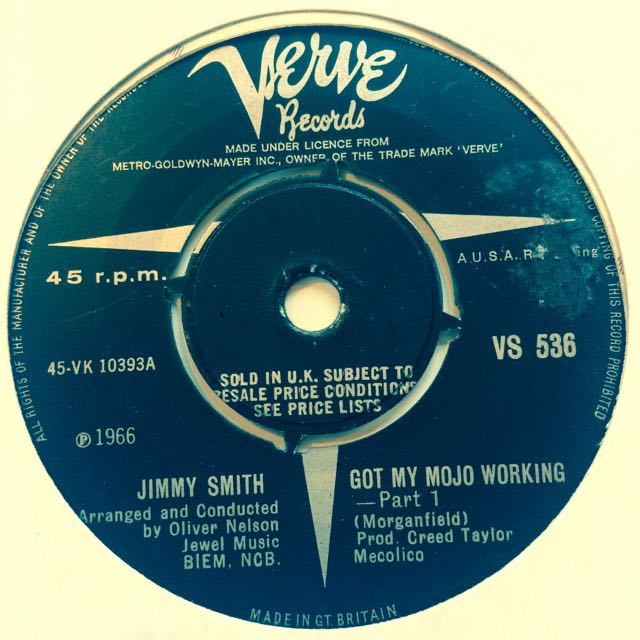 Verve
Records
MADE UNDER LICENCE FROM
METRO-GOLDWYN-MAYER INC., OWNER OF THE TRADE MARK 'VERVE'
45 r.p.m.
A U.S.A. R ing
45-VK 10393A
VS 536
SOLD IN U.K. SUBJECT TO
RESALE PRICE CONDITIONS
SEE PRICE LISTS
℗ 1966
JIMMY SMITH
Arranged and Conducted
by Oliver Nelson
Jewel Music
BIEM, NCB.
GOT MY MOJO WORKING
—Part 1
(Morganfield)
Prod. Creed Taylor
Mecolico
ALL RIGHTS OF THE MANUFACTURER AND OF THE OWNER OF THE RECORDED
PERFORMANCE BROADCASTING AND COPYING OF THIS RECORD PROHIBITED
MADE IN GT. BRITAIN